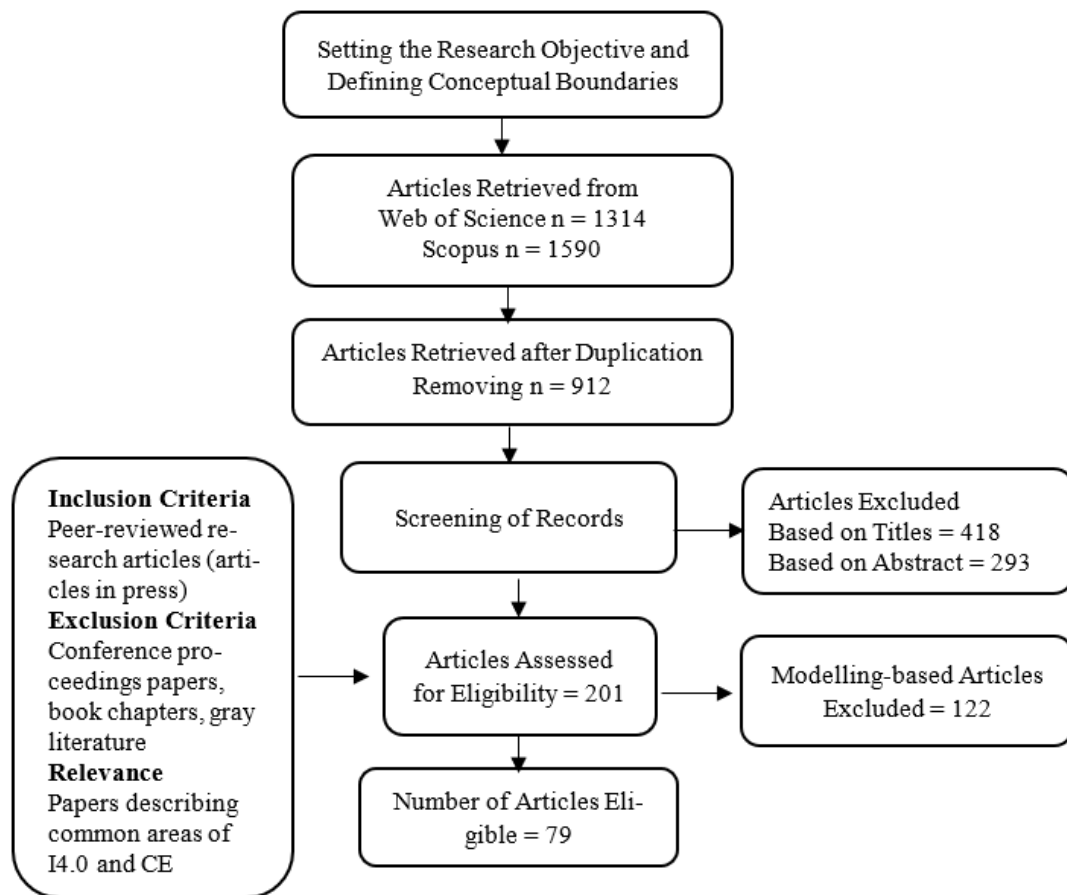 Setting the Research Objective and
Defining Conceptual Boundaries
Articles Retrieved from
Web of Science n = 1314
Scopus n = 1590
Articles Retrieved after Duplication
Removing n = 912
Screening of Records
Articles Excluded
Based on Titles = 418
Based on Abstract = 293
Inclusion Criteria
Peer-reviewed re-
search articles (arti-
cles in press)
Exclusion Criteria
Conference pro-
ceedings papers,
book chapters, gray
literature
Relevance
Papers describing
common areas of
I4.0 and CE
Articles Assessed
for Eligibility = 201
Modelling-based Articles
Excluded = 122
Number of Articles Eli-
gible = 79